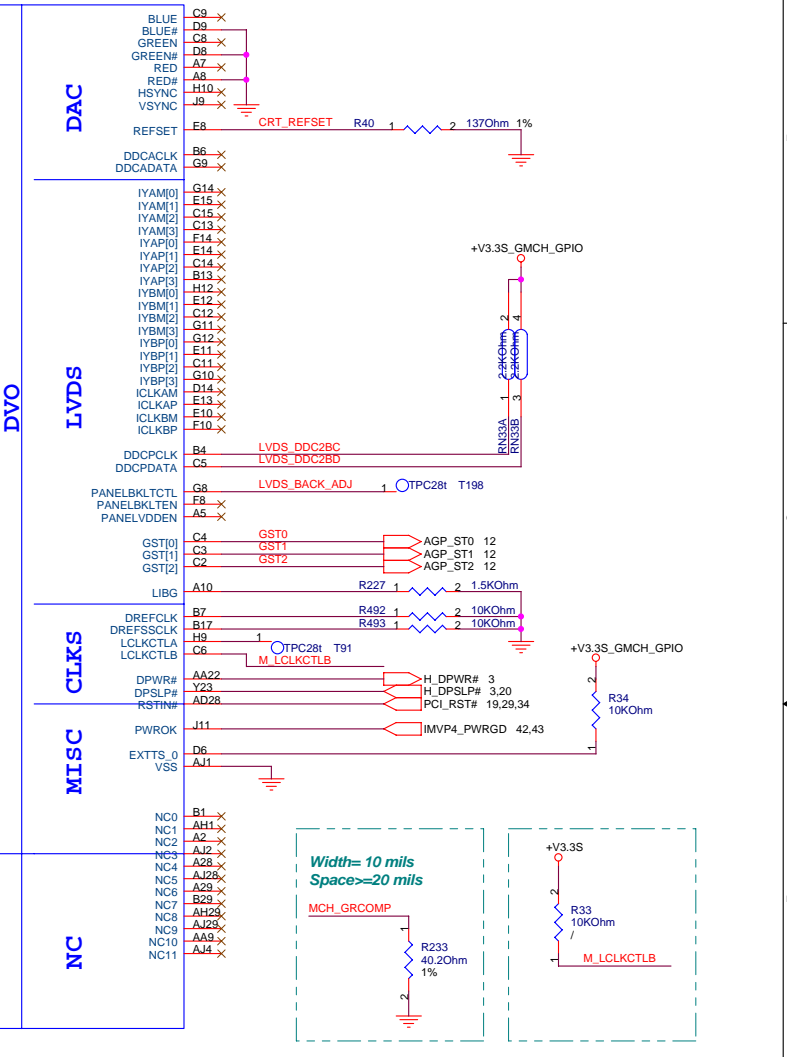 DVO
DAC
BLUE C9
BLUE# D9
GREEN C8
GREEN# D8
RED A7
RED# A8
HSYNC H10
VSYNC J9
REFSET E8 CRT_REFSET R40 1 2 137Ohm 1%
DDCACLK B6
DDCADATA G9
LVDS
IYAM[0] G14
IYAM[1] E15
IYAM[2] C15
IYAM[3] C13
IYAP[0] F14
IYAP[1] E14
IYAP[2] C14
IYAP[3] B13
IYBM[0] H12
IYBM[1] E12
IYBM[2] C12
IYBM[3] G11
IYBP[0] G12
IYBP[1] E11
IYBP[2] C11
IYBP[3] G10
ICLKAM D14
ICLKAP E13
ICLKBM E10
ICLKBP F10
+V3.3S_GMCH_GPIO
2 4
2.2KOhm 2.2KOhm
1 3
RN33A RN33B
DDCPCLK B4 LVDS_DDC2BC
DDCPDATA C5 LVDS_DDC2BD
PANELBKLTCTL G8 LVDS_BACK_ADJ 1 TPC28t T198
PANELBKLTEN F8
PANELVDDEN A5
GST[0] C4 GST0 AGP_ST0 12
GST[1] C3 GST1 AGP_ST1 12
GST[2] C2 GST2 AGP_ST2 12
LIBG A10 R227 1 2 1.5KOhm
CLKS
DREFCLK B7 R492 1 2 10KOhm
DREFSSCLK B17 R493 1 2 10KOhm
LCLKCTLA H9 1 TPC28t T91
LCLKCTLB C6 M_LCLKCTLB
DPWR# AA22 H_DPWR# 3
DPSLP# Y23 H_DPSLP# 3,20
RSTIN# AD28 PCI_RST# 19,29,34
MISC
PWROK J11 IMVP4_PWRGD 42,43
EXTTS_0 D6
VSS AJ1
+V3.3S_GMCH_GPIO
2
R34
10KOhm
1
NC
NC0 B1
NC1 AH1
NC2 A2
NC3 AJ2
NC4 A28
NC5 AJ28
NC6 A29
NC7 B29
NC8 AH29
NC9 AJ29
NC10 AA9
NC11 AJ4
Width= 10 mils
Space>=20 mils
MCH_GRCOMP
1
R233
40.2Ohm
1%
2
+V3.3S
2
R33
10KOhm
/
1
M_LCLKCTLB